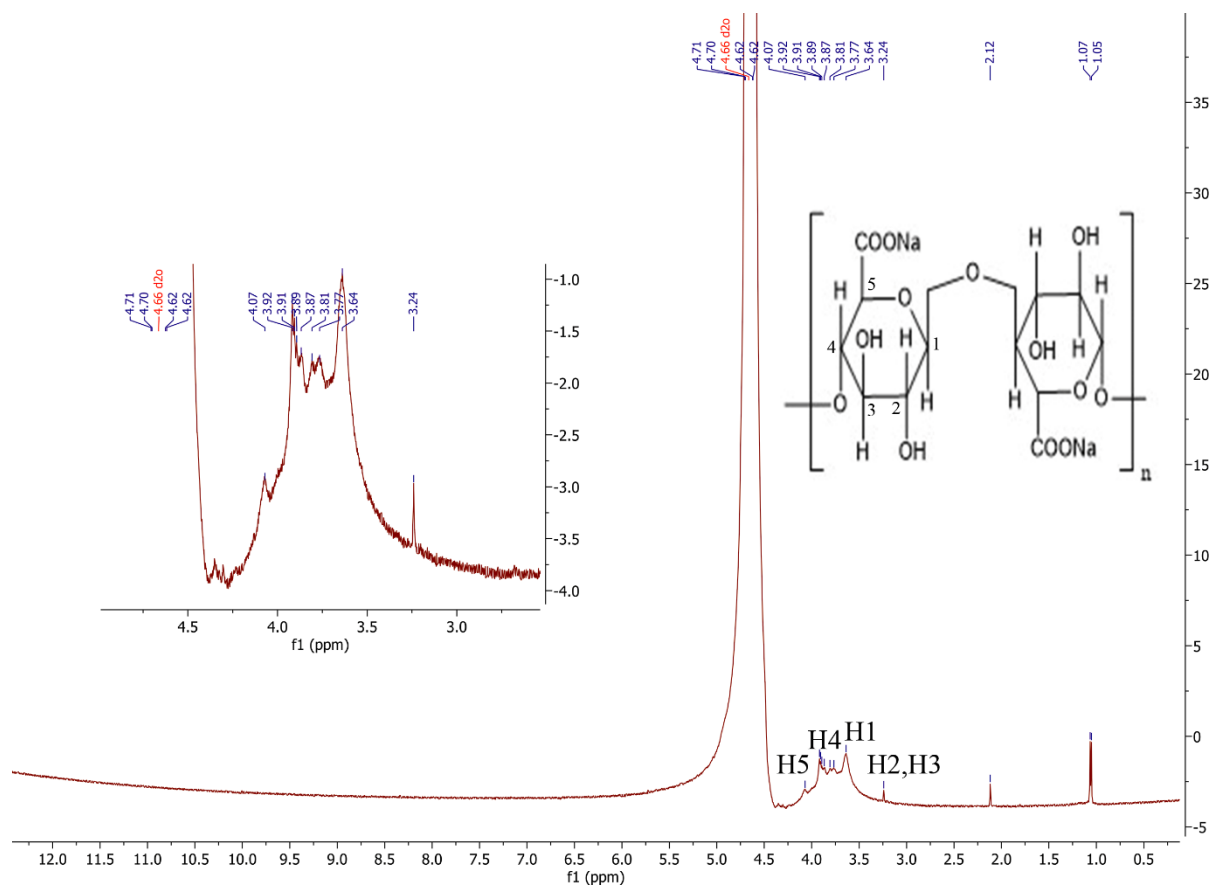 4.71 4.70 4.66 d2o 4.62 4.62 4.07 3.92 3.91 3.89 3.87 3.81 3.77 3.64 3.24 2.12 1.07 1.05
4.71 4.70 4.66 d2o 4.62 4.62 4.07 3.92 3.91 3.89 3.87 3.81 3.77 3.64 3.24
-1.0
-1.5
-2.0
-2.5
-3.0
-3.5
-4.0
4.5 4.0 3.5 3.0
f1 (ppm)
H OH
COONa
5 O O
H
4 OH H 1 OH H
O 3 2 H H O O
H OH COONa
n
H5 H4 H1 H2,H3
35
30
25
20
15
10
5
0
-5
12.0 11.5 11.0 10.5 10.0 9.5 9.0 8.5 8.0 7.5 7.0 6.5 6.0 5.5 5.0 4.5 4.0 3.5 3.0 2.5 2.0 1.5 1.0 0.5
f1 (ppm)